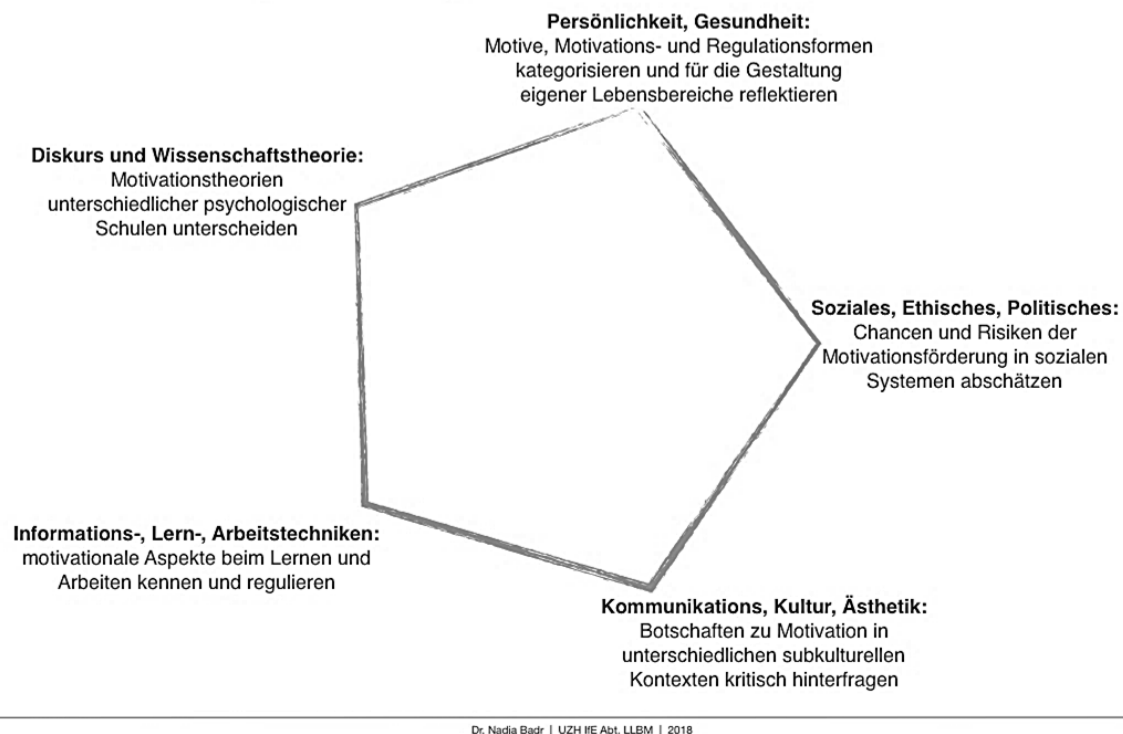 Persönlichkeit, Gesundheit:
Motive, Motivations- und Regulationsformen
kategorisieren und für die Gestaltung
eigener Lebensbereiche reflektieren
Diskurs und Wissenschaftstheorie:
Motivationstheorien
unterschiedlicher psychologischer
Schulen unterscheiden
Soziales, Ethisches, Politisches:
Chancen und Risiken der
Motivationsförderung in sozialen
Systemen abschätzen
Informations-, Lern-, Arbeitstechniken:
motivationale Aspekte beim Lernen und
Arbeiten kennen und regulieren
Kommunikations, Kultur, Ästhetik:
Botschaften zu Motivation in
unterschiedlichen subkulturellen
Kontexten kritisch hinterfragen
Dr. Nadia Badr | UZH IfE Abt. LLBM | 2018